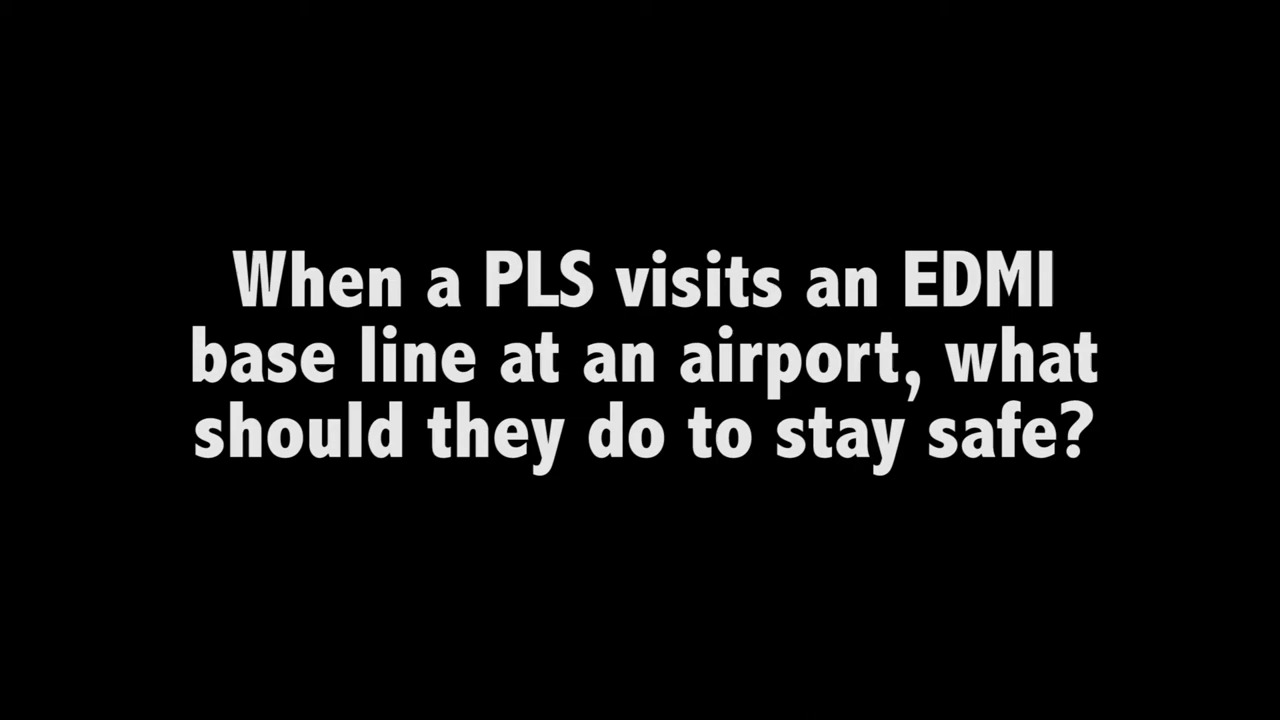 When a PLS visits an EDMI
base line at an airport, what
should they do to stay safe?